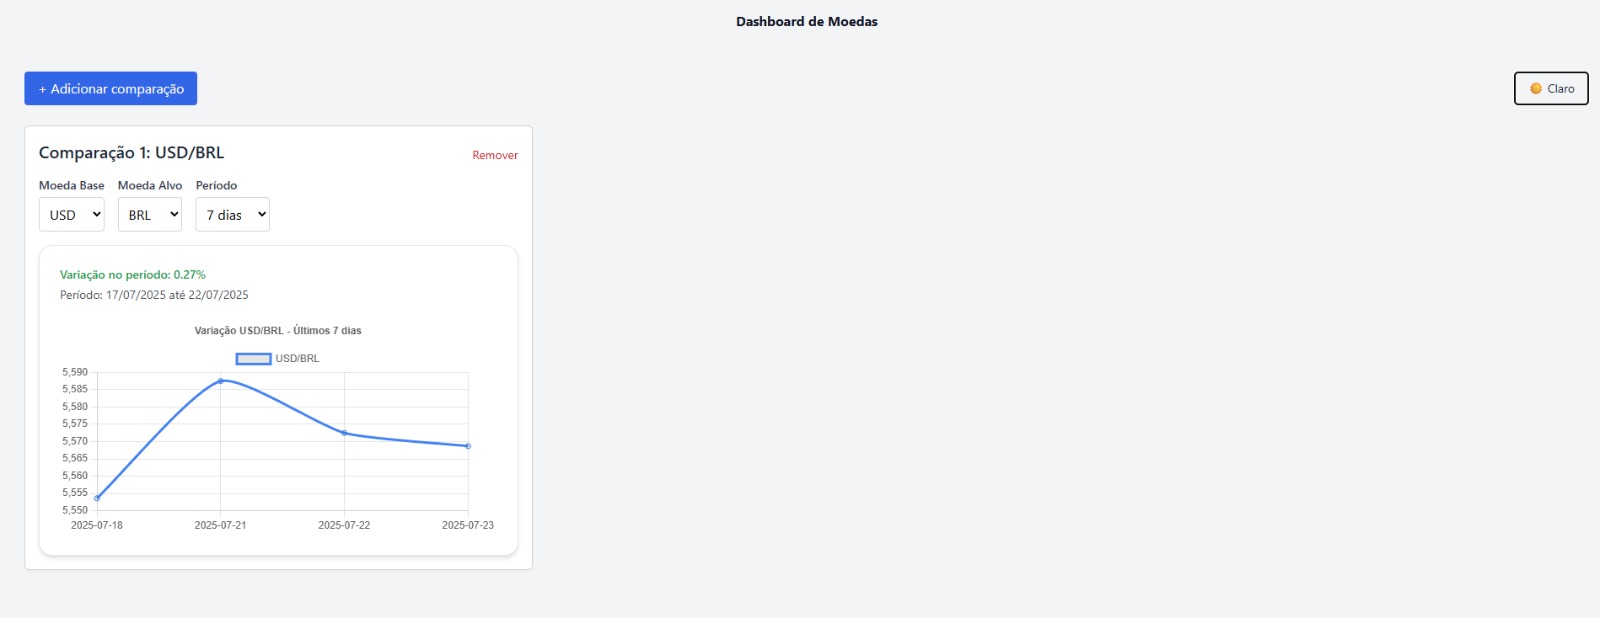 Dashboard de Moedas
+ Adicionar comparação
Claro
Comparação 1: USD/BRL
Remover
Moeda Base Moeda Alvo Período
USD BRL 7 dias
Variação no período: 0.27%
Período: 17/07/2025 até 22/07/2025
Variação USD/BRL - Últimos 7 dias
USD/BRL
5,590
5,585
5,580
5,575
5,570
5,565
5,560
5,555
5,550
2025-07-18 2025-07-21 2025-07-22 2025-07-23